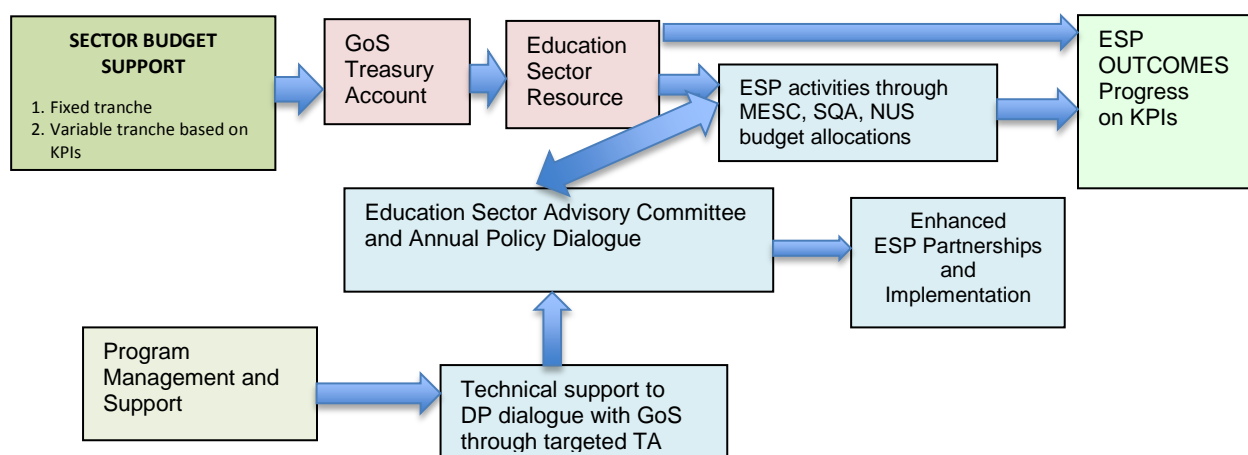 SECTOR BUDGET
SUPPORT
1. Fixed tranche
2. Variable tranche based on
KPIs
GoS
Treasury
Account
Education
Sector
Resource
ESP activities through
MESC, SQA, NUS
budget allocations
ESP
OUTCOMES
Progress
on KPIs
Education Sector Advisory Committee
and Annual Policy Dialogue
Enhanced
ESP Partnerships
and
Implementation
Program
Management and
Support
Technical support to
DP dialogue with GoS
through targeted TA